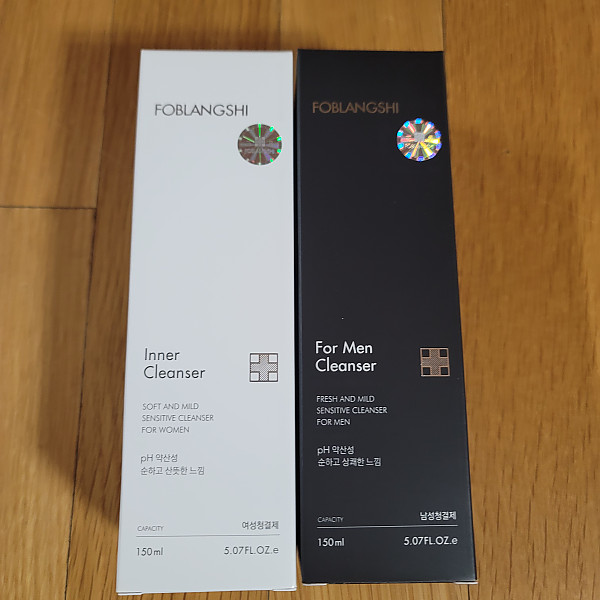 FOBLANGSHI
Inner
Cleanser
SOFT AND MILD
SENSITIVE CLEANSER
FOR WOMEN
pH 약산성
순하고 산뜻한 느낌
여성청결제
CAPACITY
150ml
5.07FL.OZ.e
FOBLANGSHI
For Men
Cleanser
FRESH AND MILD
SENSITIVE CLEANSER
FOR MEN
pH 약산성
순하고 상쾌한 느낌
남성청결제
CAPACITY
150ml
5.07FL.OZ.e